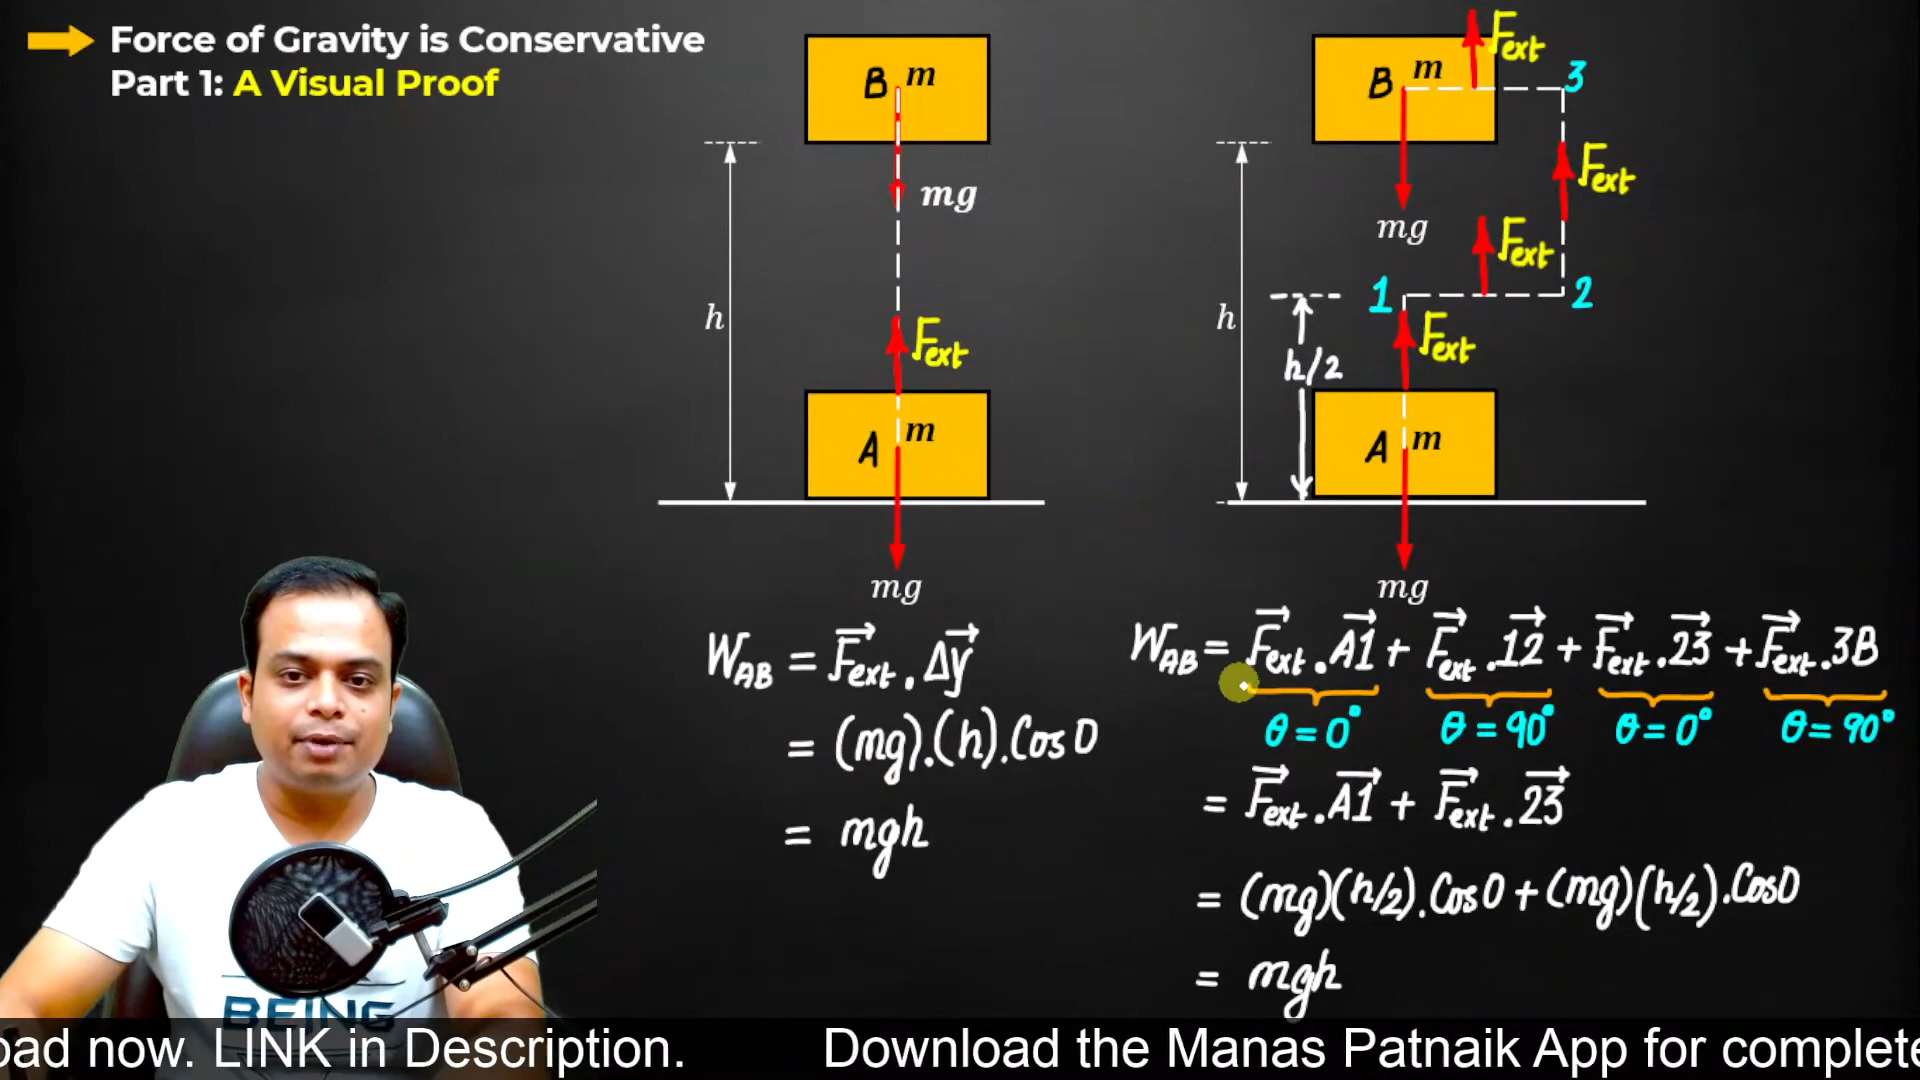 Force of Gravity is Conservative
Part 1: A Visual Proof
B m
mg
h
F⃗ext
A m
mg
W_AB = F⃗ext . Δy⃗
= (mg).(h).Cos 0
= mgh
B m
Fext
3
Fext
mg
Fext
1
2
h
h/2
Fext
A m
mg
W_AB = F⃗ext . A1⃗ + F⃗ext . 12⃗ + F⃗ext . 23⃗ + F⃗ext . 3B
θ = 0° θ = 90° θ = 0° θ = 90°
= F⃗ext . A1⃗ + F⃗ext . 23⃗
= (mg)(h/2).Cos 0 + (mg)(h/2).Cos 0
= mgh
BEING
oad now. LINK in Description. Download the Manas Patnaik App for complete